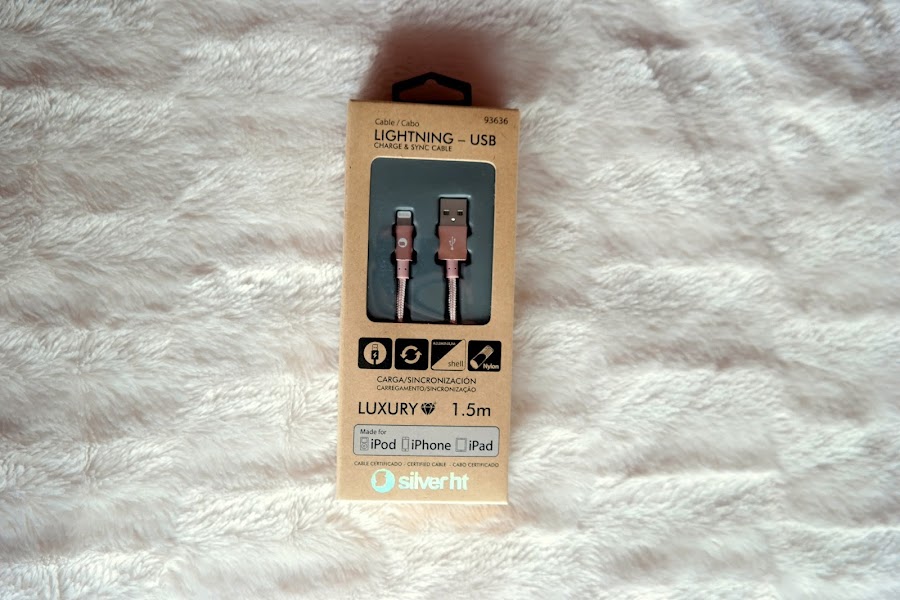 Cable / Cabo 93636
LIGHTNING – USB
CHARGE & SYNC CABLE
shell
Nylon
CARGA/SINCRONIZACIÓN
CARREGAMENTO/SINCRONIZAÇÃO
LUXURY 1.5m
Made for
iPod iPhone iPad
CABLE CERTIFICADO / CERTIFIED CABLE / CABO CERTIFICADO
silver ht